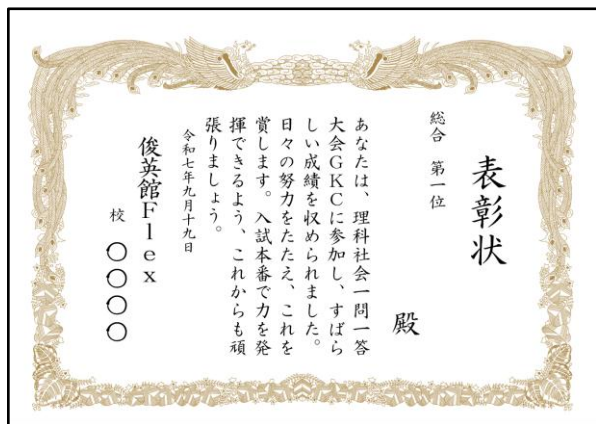 表彰状
総合 第一位
殿
あなたは、理科社会一問一答
大会GKCに参加し、すばら
しい成績を収められました。
日々の努力をたたえ、これを
賞します。入試本番で力を発
揮できるよう、これからも頑
張りましょう。
令和七年九月十九日
俊英館Flex
校 〇〇〇〇